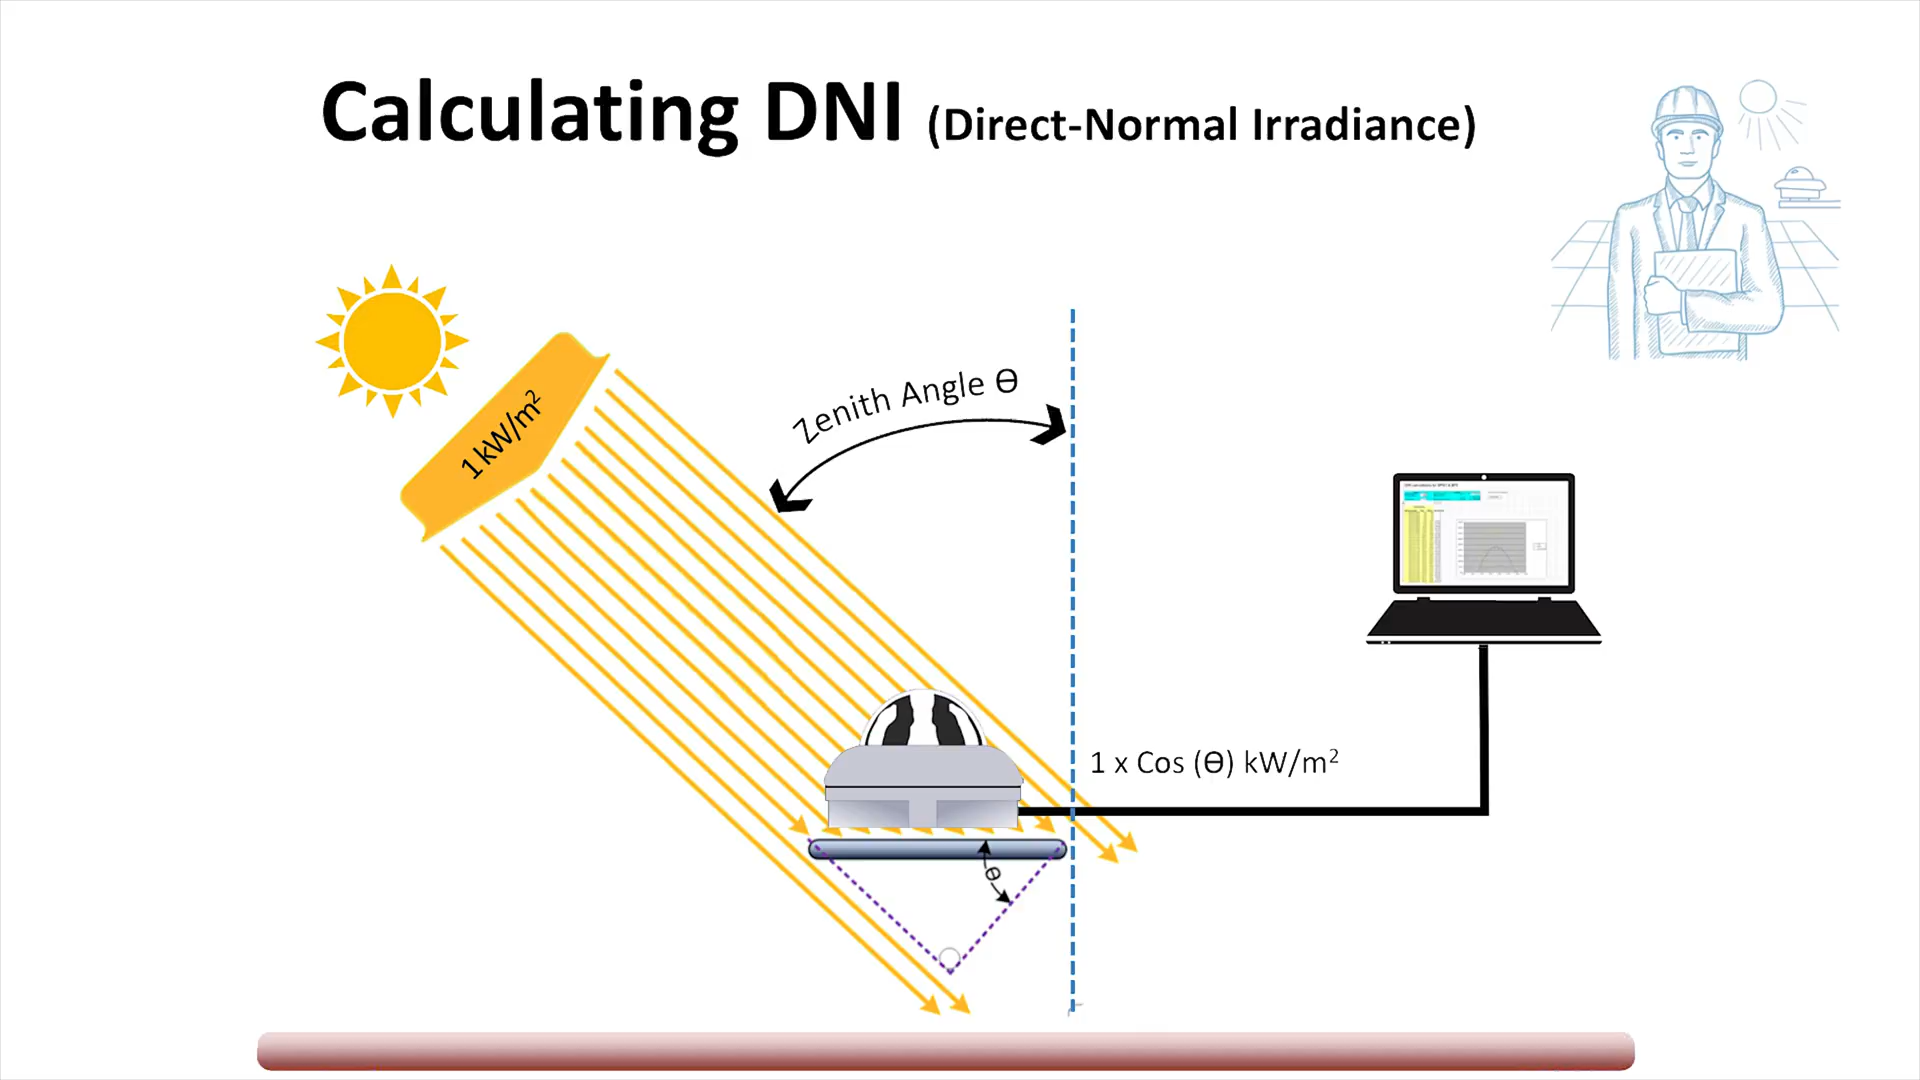 Calculating DNI (Direct-Normal Irradiance)
1 kW/m²
Zenith Angle Ɵ
1 x Cos (Ɵ) kW/m²
Ɵ